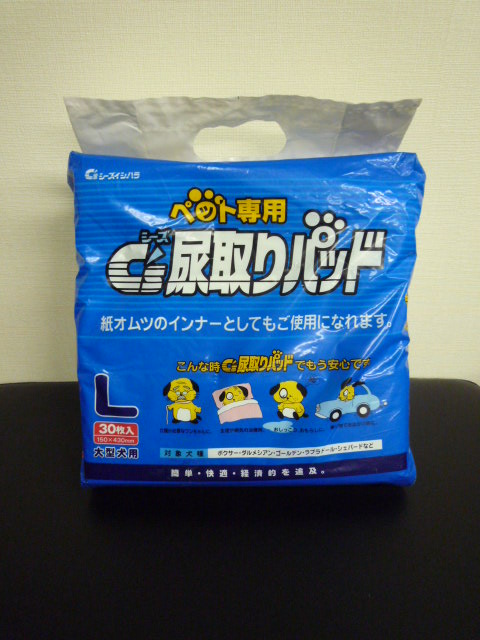 シーズイシハラ
ペット専用
シーズ
尿取りパッド
紙オムツのインナーとしてもご使用になれます。
こんな時 尿取りパッド でもう安心です
L
30枚入
160×430mm
大型犬用
対象犬種
ボクサー・ダルメシアン・ゴールデン・ラブラドール・シェパードなど
簡単・快適・経済的を追及。